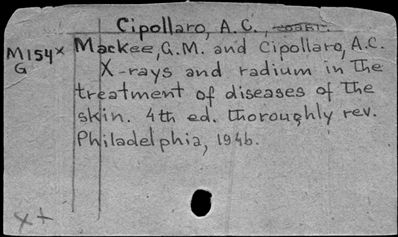 Cipollaro, A.C.,
M154x Mackee, G.M. and Cipollaro, A.C.
G X-rays and radium in the
treatment of diseases of the
skin. 4th ed. thoroughly rev.
Philadelphia, 1946.
x+